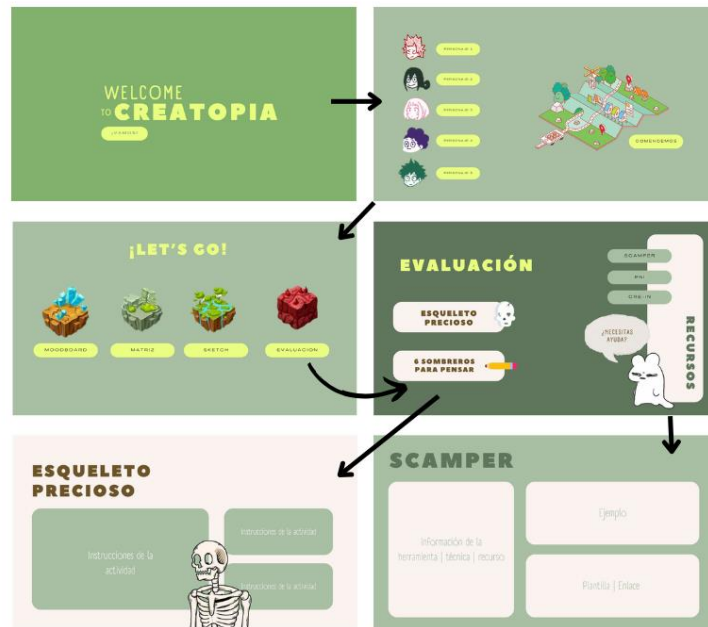 WELCOME
TO CREATOPIA
PERSONAJE 1
PERSONAJE 2
PERSONAJE 3
PERSONAJE 4
PERSONAJE 5
COMENCEMOS
¡LET'S GO!
MOODBOARD
MATRIZ
SKETCH
EVALUACION
EVALUACIÓN
ESQUELETO
PRECIOSO
6 SOMBREROS
PARA PENSAR
SCAMPER
PNI
CRE-IN
¿NECESITAS
AYUDA?
RECURSOS
ESQUELETO
PRECIOSO
Instrucciones de la
actividad
Instrucciones de la actividad
Instrucciones de la actividad
SCAMPER
Información de la
herramienta | técnica | recurso
Ejemplo
Plantilla | Enlace